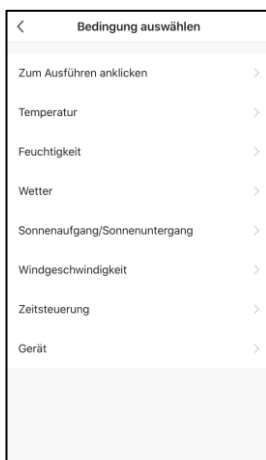 Bedingung auswählen
Zum Ausführen anklicken
Temperatur
Feuchtigkeit
Wetter
Sonnenaufgang/Sonnenuntergang
Windgeschwindigkeit
Zeitsteuerung
Gerät